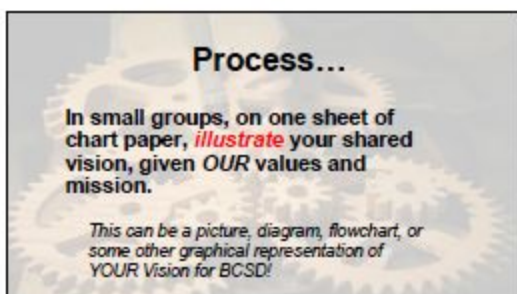 Process...
In small groups, on one sheet of
chart paper, illustrate your shared
vision, given OUR values and
mission.
This can be a picture, diagram, flowchart, or
some other graphical representation of
YOUR Vision for BCSD!